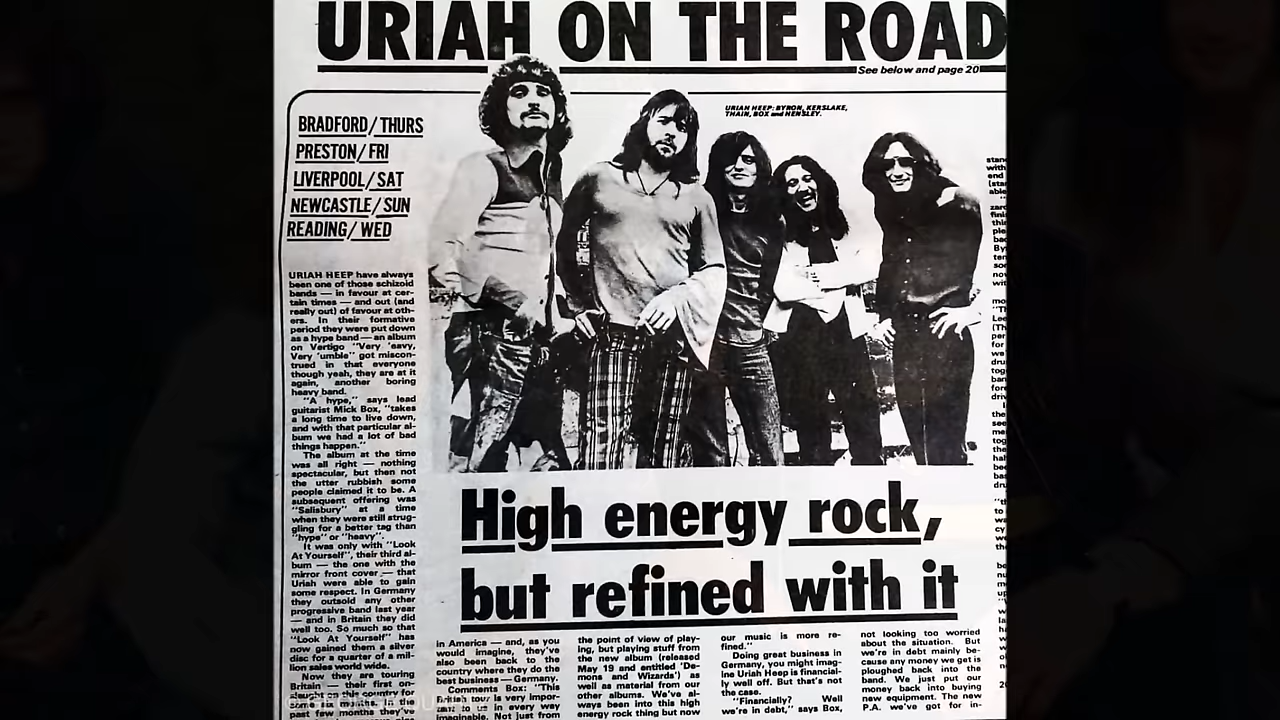 URIAH ON THE ROAD
See below and page 20
URIAH HEEP: BYRON, KERSLAKE,
THAIN, BOX and HENSLEY.
BRADFORD/THURS
PRESTON/FRI
LIVERPOOL/SAT
NEWCASTLE/SUN
READING/WED
URIAH HEEP have always
been one of those schizoid
bands — in favour at cer-
tain times — and out (and
really out) of favour at oth-
ers. In their formative
period they were put down
as a hype band — an album
on Vertigo "Very 'eavy,
Very 'umble" got miscon-
trued in that everyone
though yeah, they are at it
again, another boring
heavy band.
"A hype," says lead
guitarist Mick Box, "takes
a long time to live down,
and with that particular al-
bum we had a lot of bad
things happen."
The album at the time
was all right — nothing
spectacular, but then not
the utter rubbish some
people claimed it to be. A
subsequent offering was
"Salisbury" at a time
when they were still strug-
gling for a better tag than
"hype" or "heavy".
It was only with "Look
At Yourself", their third al-
bum — the one with the
mirror front cover — that
Uriah were able to gain
some respect. In Germany
they outsold any other
progressive band last year
— and in Britain they did
well too. So much so that
"Look At Yourself" has
now gained them a silver
disc for a quarter of a mil-
lion sales world wide.
Now they are touring
Britain — their first on-
slaught on this country for
some six months. In the
past few months they've
High energy rock,
but refined with it
in America — and, as you
would imagine, they've
also been back to the
country where they do the
best business — Germany.
Comments Box: "This
British tour is very impor-
tant to us in every way
imaginable. Not just from
the point of view of play-
ing, but playing stuff from
the new album (released
May 19 and entitled 'De-
mons and Wizards') as
well as material from our
other albums. We've al-
ways been into this high
energy rock thing but now
our music is more re-
fined."
Doing great business in
Germany, you might imag-
ine Uriah Heep is financial-
ly well off. But that's not
the case.
"Financially? Well
we're in debt," says Box,
not looking too worried
about the situation. But
we're in debt mainly be-
cause any money we get is
ploughed back into the
band. We just put our
money back into buying
new equipment. The new
P.A. we've got for in-